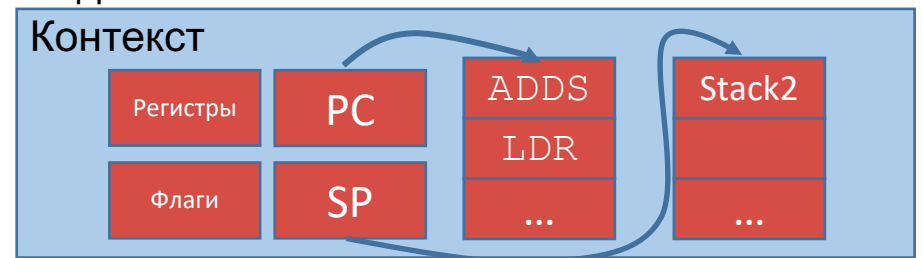 Контекст
Регистры
PC
ADDS
Stack2
LDR
Флаги
SP
...
...